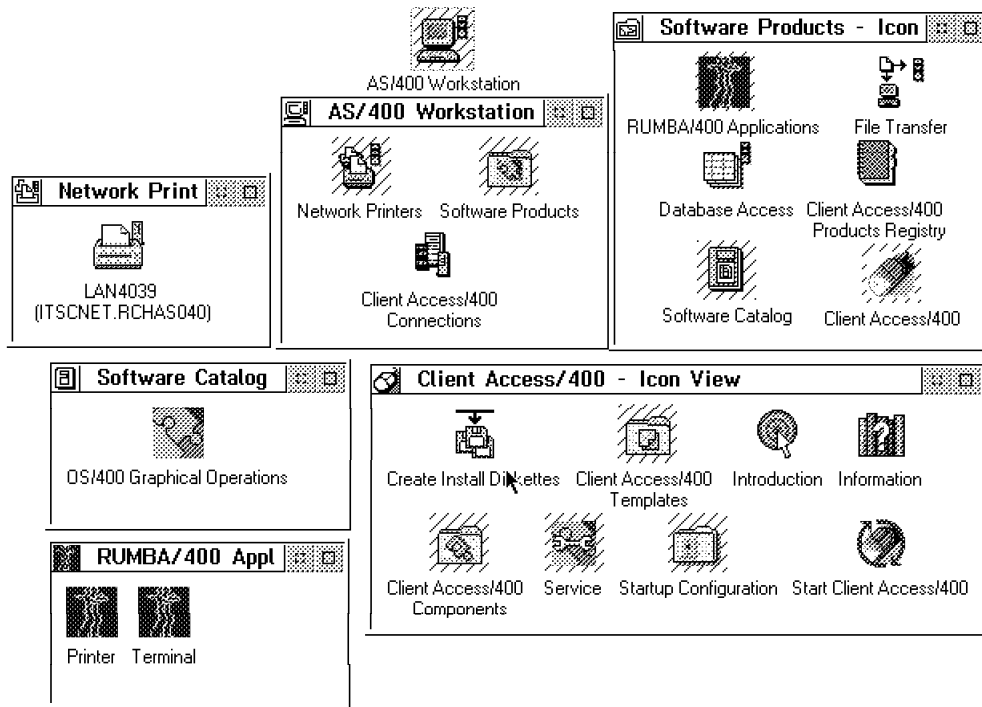 AS/400 Workstation
Software Products - Icon
RUMBA/400 Applications
File Transfer
Database Access
Client Access/400
Products Registry
Software Catalog
Client Access/400
AS/400 Workstation
Network Printers
Software Products
Client Access/400
Connections
Network Print
LAN4039
(ITSCNET.RCHAS040)
Software Catalog
OS/400 Graphical Operations
Client Access/400 - Icon View
Create Install Diskettes
Client Access/400
Templates
Introduction
Information
Client Access/400
Components
Service
Startup Configuration
Start Client Access/400
RUMBA/400 Appl
Printer
Terminal